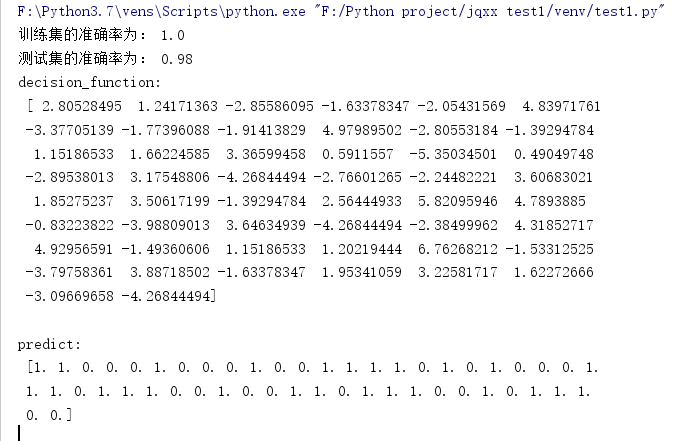 F:\Python3.7\vens\Scripts\python.exe "F:/Python project/jqxx test1/venv/test1.py"
训练集的准确率为: 1.0
测试集的准确率为: 0.98
decision_function:
[ 2.80528495 1.24171363 -2.85586095 -1.63378347 -2.05431569 4.83971761
-3.37705139 -1.77396088 -1.91413829 4.97989502 -2.80553184 -1.39294784
1.15186533 1.66224585 3.36599458 0.5911557 -5.35034501 0.49049748
-2.89538013 3.17548806 -4.26844494 -2.76601265 -2.24482221 3.60683021
1.85275237 3.50617199 -1.39294784 2.56444933 5.82095946 4.7893885
-0.83223822 -3.98809013 3.64634939 -4.26844494 -2.38499962 4.31852717
4.92956591 -1.49360606 1.15186533 1.20219444 6.76268212 -1.53312525
-3.79758361 3.88718502 -1.63378347 1.95341059 3.22581717 1.62272666
-3.09669658 -4.26844494]
predict:
[1. 1. 0. 0. 0. 1. 0. 0. 0. 1. 0. 0. 1. 1. 1. 1. 0. 1. 0. 1. 0. 0. 0. 1.
1. 1. 0. 1. 1. 1. 0. 0. 1. 0. 0. 1. 1. 0. 1. 1. 1. 0. 0. 1. 0. 1. 1. 1.
0. 0.]